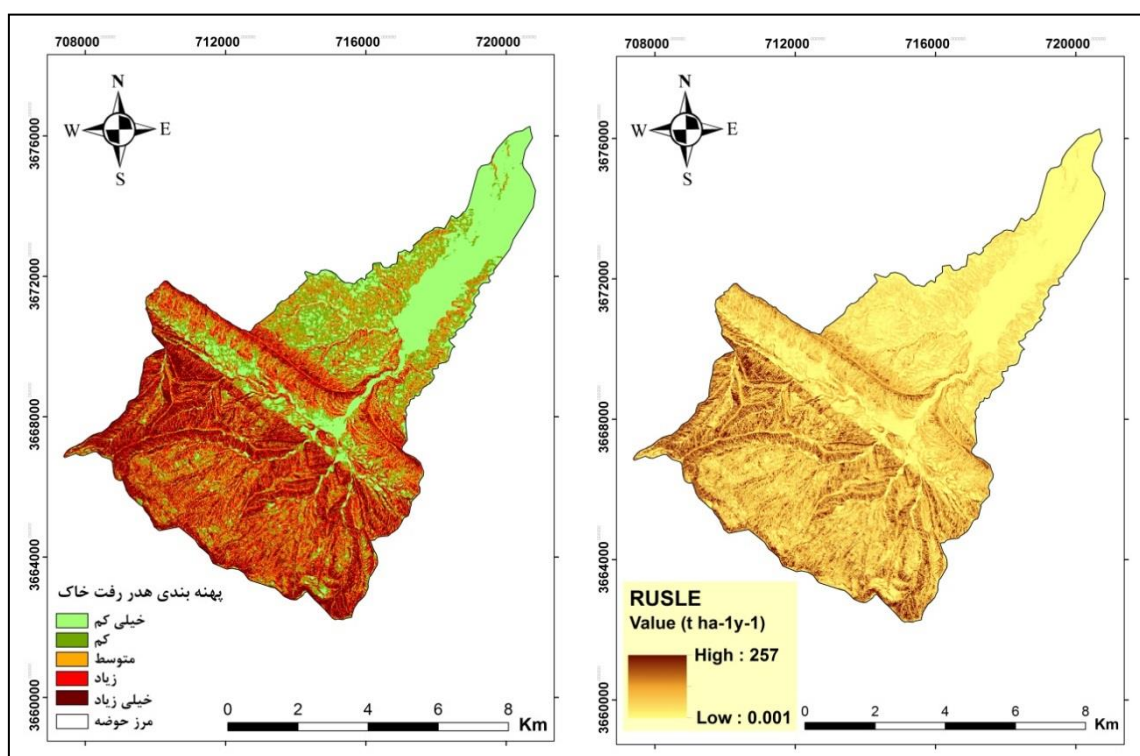 708000 712000 716000 720000
N
W E
S
3676000
3672000
3668000
3664000
3660000
پهنه بندی هدر رفت خاک
خیلی کم
کم
متوسط
زیاد
خیلی زیاد
مرز حوضه
0 2 4 6 8
Km
708000 712000 716000 720000
N
W E
S
3676000
3672000
3668000
3664000
3660000
RUSLE
Value (t ha-1y-1)
High : 257
Low : 0.001
0 2 4 6 8
Km